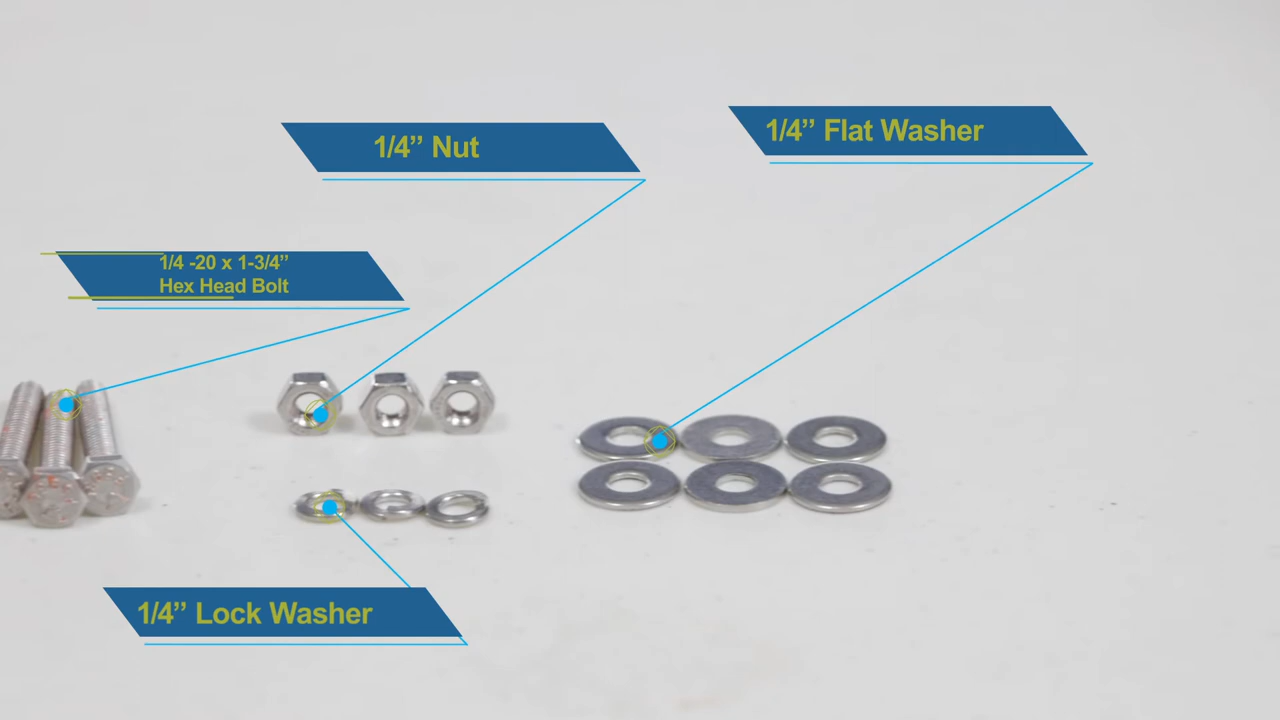 1/4” Flat Washer
1/4” Nut
1/4 -20 x 1-3/4”
Hex Head Bolt
1/4” Lock Washer